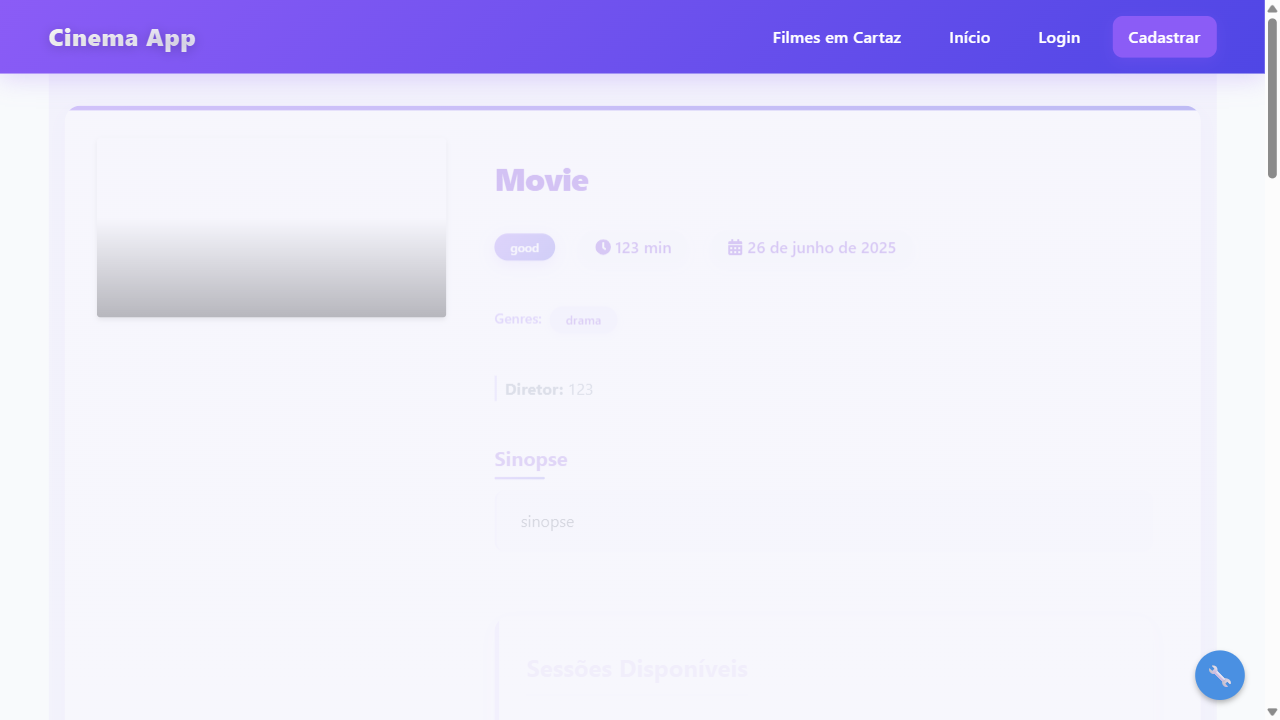 Cinema App
Filmes em Cartaz
Início
Login
Cadastrar
Movie
good
123 min
26 de junho de 2025
Genres:
drama
Diretor: 123
Sinopse
sinopse
Sessões Disponíveis